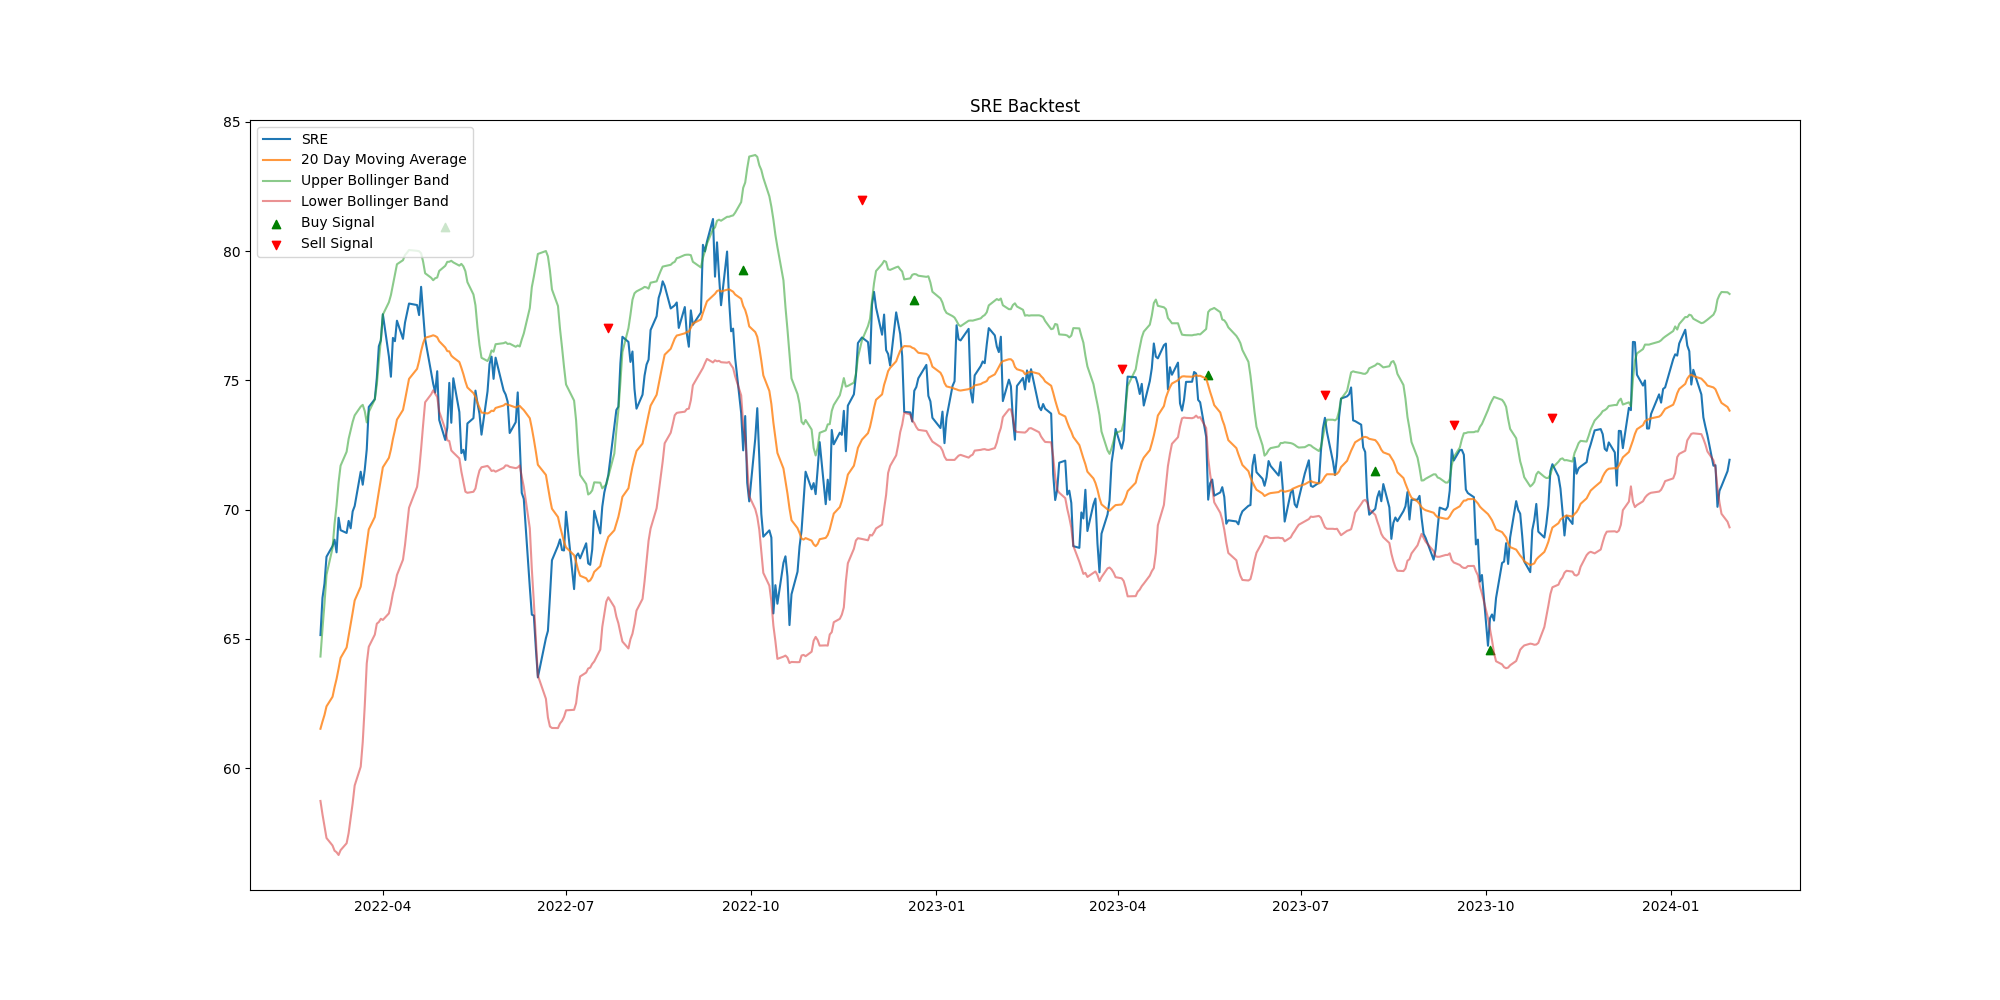 SRE Backtest
85
80
75
70
65
60
SRE
20 Day Moving Average
Upper Bollinger Band
Lower Bollinger Band
Buy Signal
Sell Signal
2022-04
2022-07
2022-10
2023-01
2023-04
2023-07
2023-10
2024-01